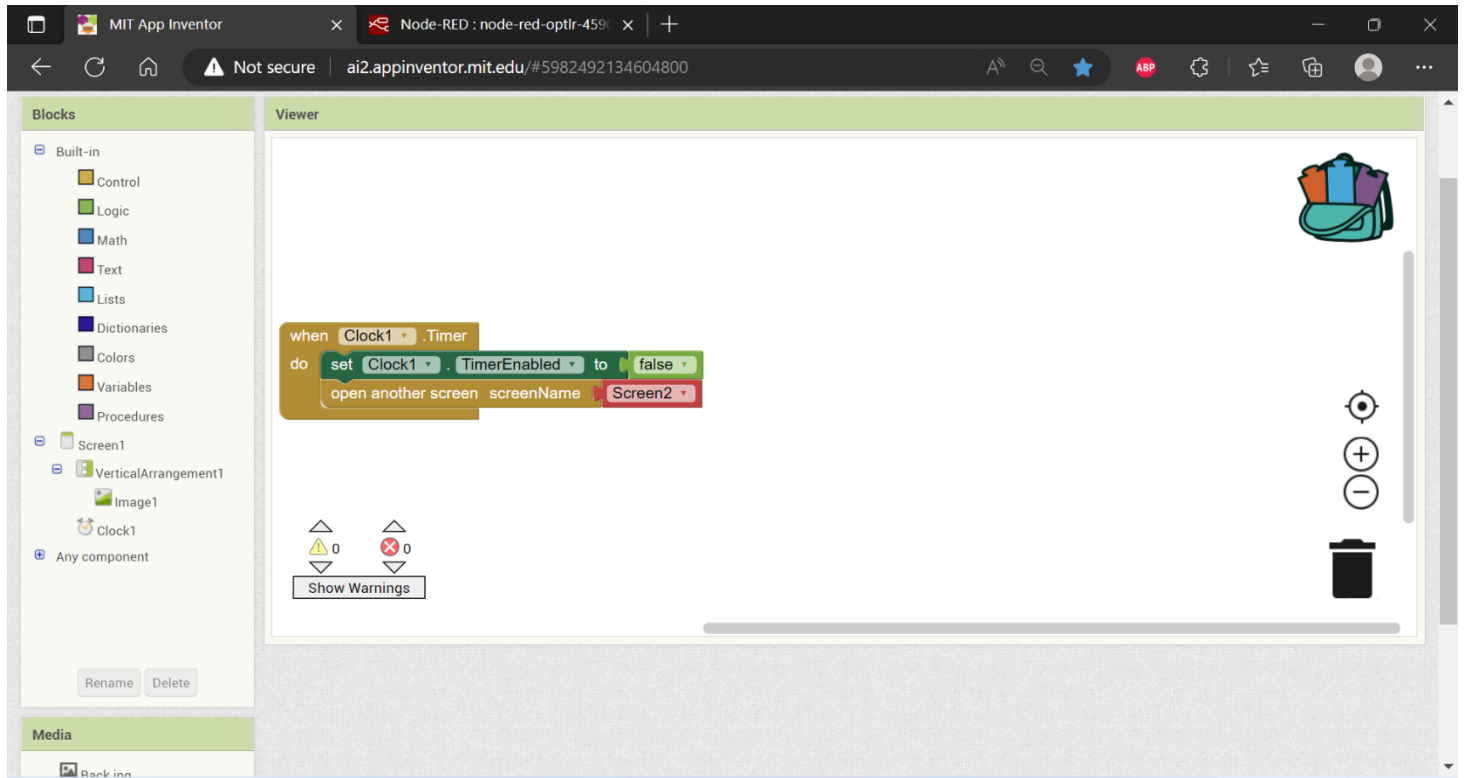 MIT App Inventor
Node-RED : node-red-optlr-459
Not secure
ai2.appinventor.mit.edu/#5982492134604800
ABP
Blocks
Viewer
Built-in
Control
Logic
Math
Text
Lists
Dictionaries
Colors
Variables
Procedures
Screen1
VerticalArrangement1
Image1
Clock1
Any component
when Clock1 .Timer
do set Clock1 . TimerEnabled to false
open another screen screenName Screen2
0 0
Show Warnings
Rename Delete
Media